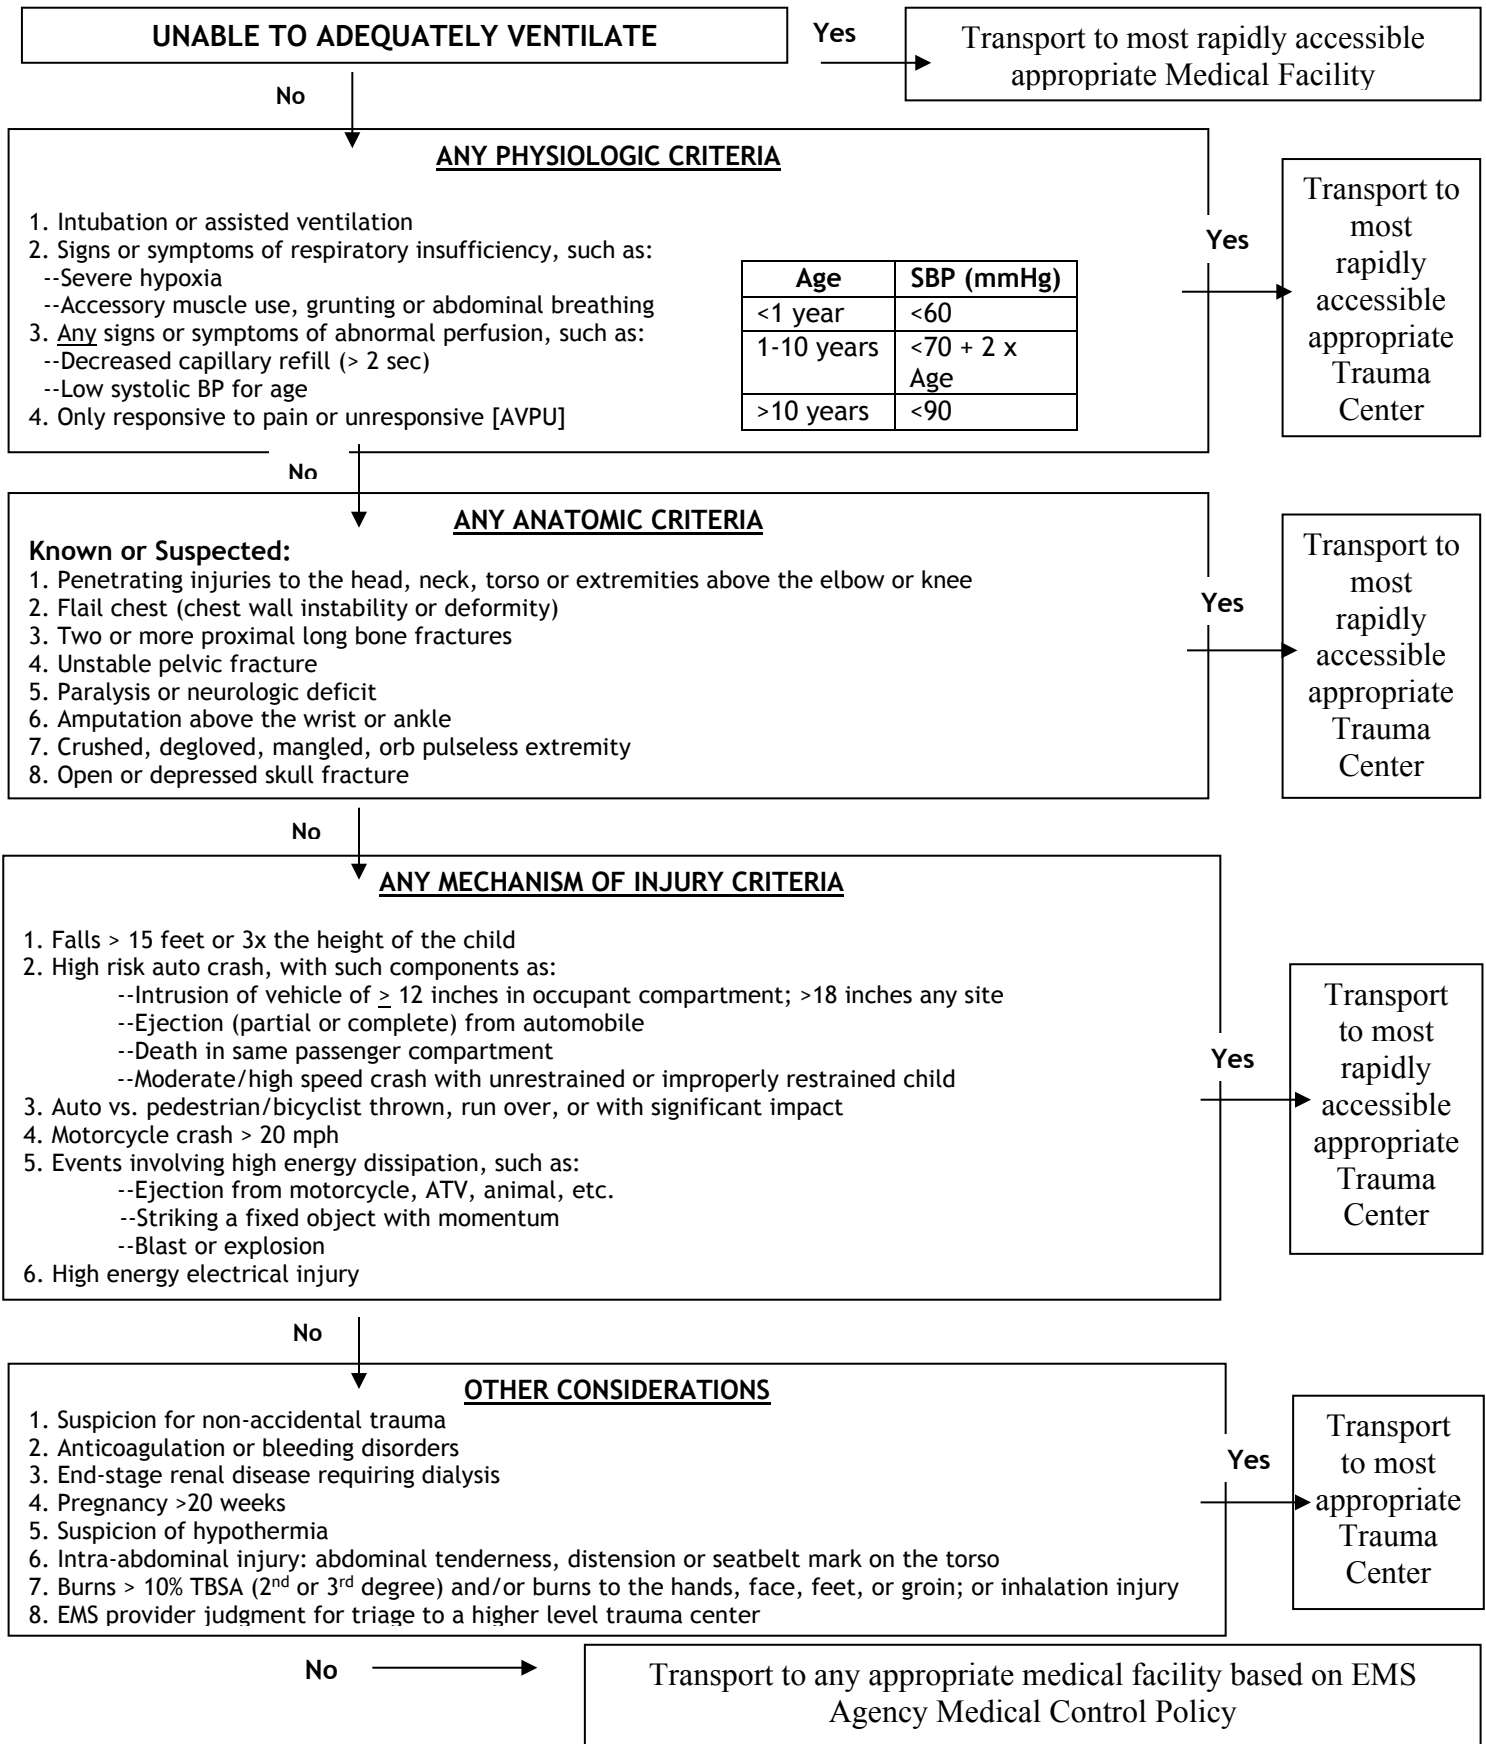 UNABLE TO ADEQUATELY VENTILATE
Yes
Transport to most rapidly accessible
appropriate Medical Facility
No
ANY PHYSIOLOGIC CRITERIA
1. Intubation or assisted ventilation
2. Signs or symptoms of respiratory insufficiency, such as:
--Severe hypoxia
--Accessory muscle use, grunting or abdominal breathing
3. Any signs or symptoms of abnormal perfusion, such as:
--Decreased capillary refill (> 2 sec)
--Low systolic BP for age
4. Only responsive to pain or unresponsive [AVPU]
Age SBP (mmHg)
<1 year <60
1-10 years <70 + 2 x
Age
>10 years <90
Yes
Transport to
most
rapidly
accessible
appropriate
Trauma
Center
No
ANY ANATOMIC CRITERIA
Known or Suspected:
1. Penetrating injuries to the head, neck, torso or extremities above the elbow or knee
2. Flail chest (chest wall instability or deformity)
3. Two or more proximal long bone fractures
4. Unstable pelvic fracture
5. Paralysis or neurologic deficit
6. Amputation above the wrist or ankle
7. Crushed, degloved, mangled, orb pulseless extremity
8. Open or depressed skull fracture
Yes
Transport to
most
rapidly
accessible
appropriate
Trauma
Center
No
ANY MECHANISM OF INJURY CRITERIA
1. Falls > 15 feet or 3x the height of the child
2. High risk auto crash, with such components as:
--Intrusion of vehicle of ≥ 12 inches in occupant compartment; >18 inches any site
--Ejection (partial or complete) from automobile
--Death in same passenger compartment
--Moderate/high speed crash with unrestrained or improperly restrained child
3. Auto vs. pedestrian/bicyclist thrown, run over, or with significant impact
4. Motorcycle crash > 20 mph
5. Events involving high energy dissipation, such as:
--Ejection from motorcycle, ATV, animal, etc.
--Striking a fixed object with momentum
--Blast or explosion
6. High energy electrical injury
Yes
Transport
to most
rapidly
accessible
appropriate
Trauma
Center
No
OTHER CONSIDERATIONS
1. Suspicion for non-accidental trauma
2. Anticoagulation or bleeding disorders
3. End-stage renal disease requiring dialysis
4. Pregnancy >20 weeks
5. Suspicion of hypothermia
6. Intra-abdominal injury: abdominal tenderness, distension or seatbelt mark on the torso
7. Burns > 10% TBSA (2nd or 3rd degree) and/or burns to the hands, face, feet, or groin; or inhalation injury
8. EMS provider judgment for triage to a higher level trauma center
Yes
Transport
to most
appropriate
Trauma
Center
No
Transport to any appropriate medical facility based on EMS
Agency Medical Control Policy